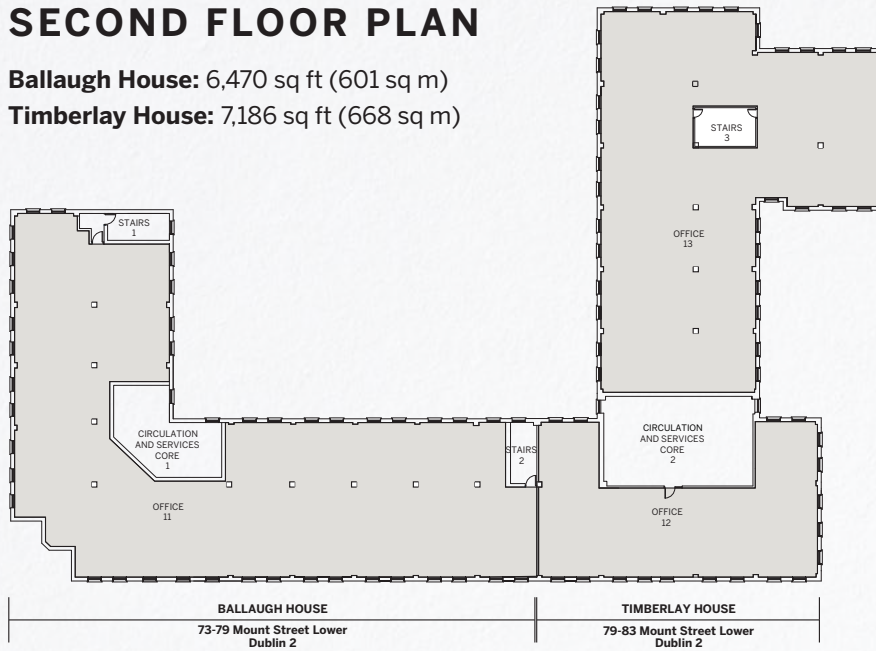 SECOND FLOOR PLAN
Ballaugh House: 6,470 sq ft (601 sq m)
Timberlay House: 7,186 sq ft (668 sq m)
STAIRS
3
STAIRS
1
OFFICE
13
CIRCULATION
AND SERVICES
CORE
1
STAIRS
2
CIRCULATION
AND SERVICES
CORE
2
OFFICE
11
OFFICE
12
BALLAUGH HOUSE
73-79 Mount Street Lower
Dublin 2
TIMBERLAY HOUSE
79-83 Mount Street Lower
Dublin 2